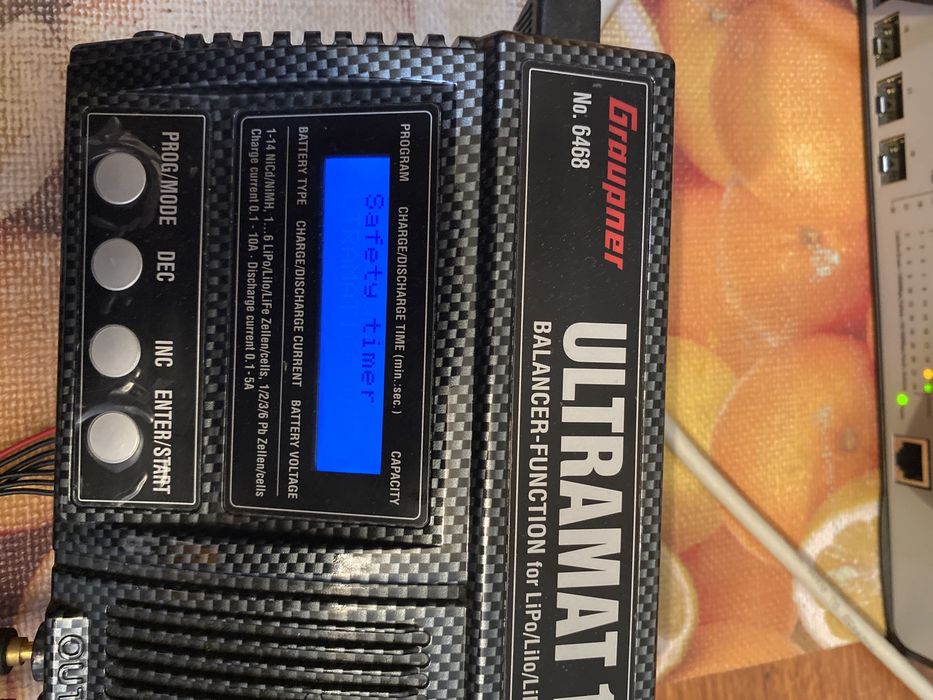 Graupner
No. 6468
ULTRAMAT 1
BALANCER-FUNCTION for LiPo/LiIo/Li
PROGRAM CHARGE/DISCHARGE TIME (min.:sec.) CAPACITY
Safety timer
BATTERY TYPE CHARGE/DISCHARGE CURRENT BATTERY VOLTAGE
1-14 NiCd/NiMH, 1...6 LiPo/LiIo/LiFe Zellen/cells, 1/2/3/6 Pb Zellen/cells
Charge current 0.1 - 10A · Discharge current 0.1 - 5A
PROG/MODE DEC INC ENTER/START
OUT